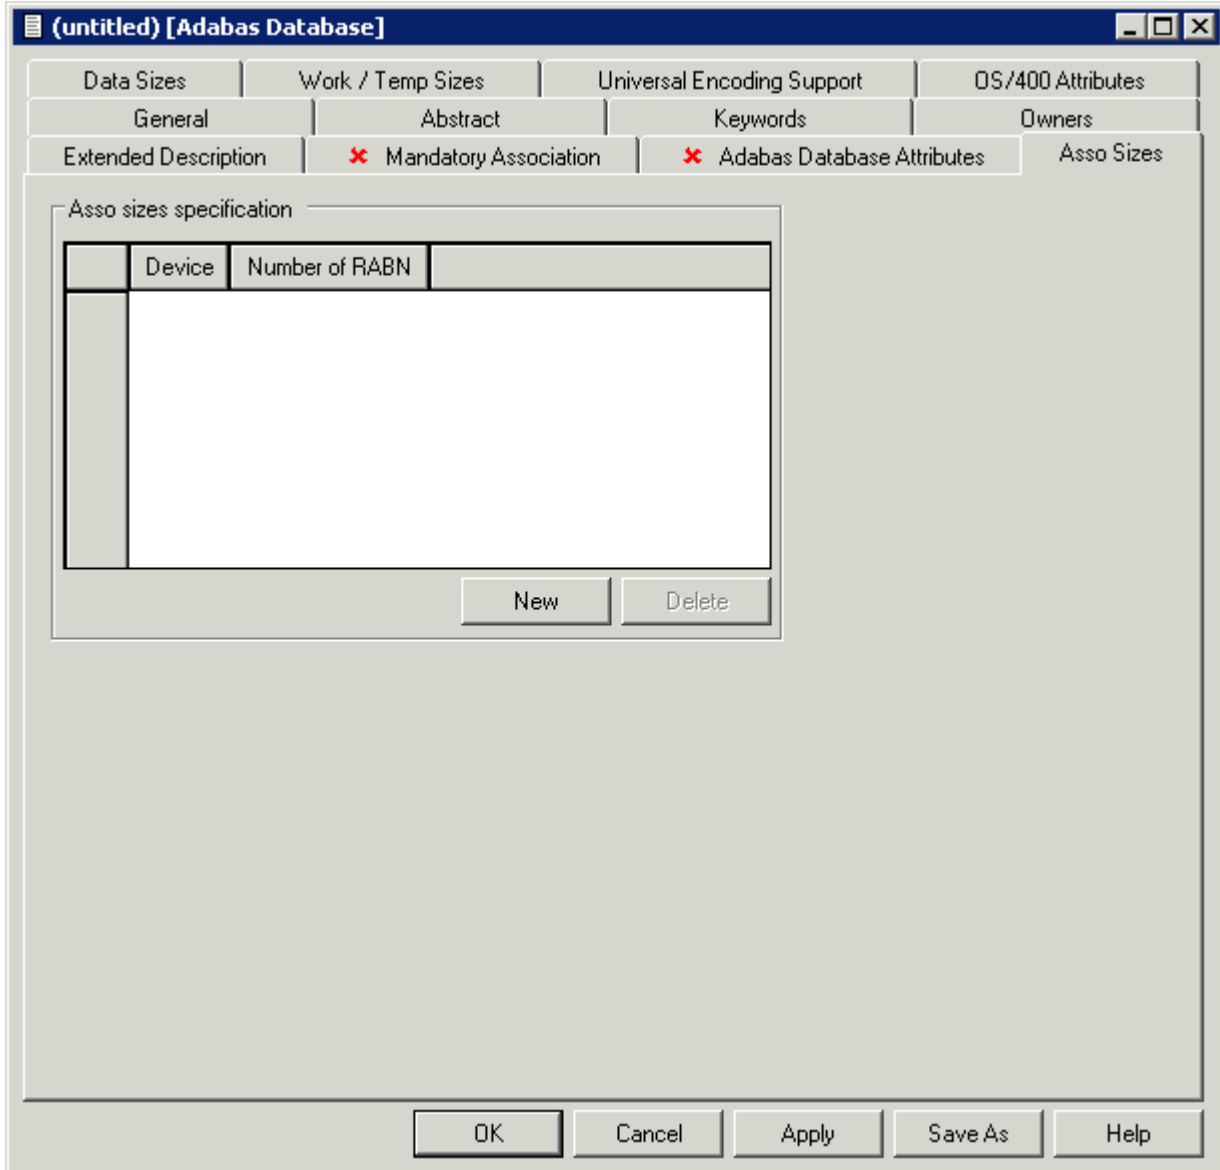 (untitled) [Adabas Database]
Data Sizes Work / Temp Sizes Universal Encoding Support OS/400 Attributes
General Abstract Keywords Owners
Extended Description Mandatory Association Adabas Database Attributes Asso Sizes
Asso sizes specification
Device Number of RABN
New Delete
OK Cancel Apply Save As Help